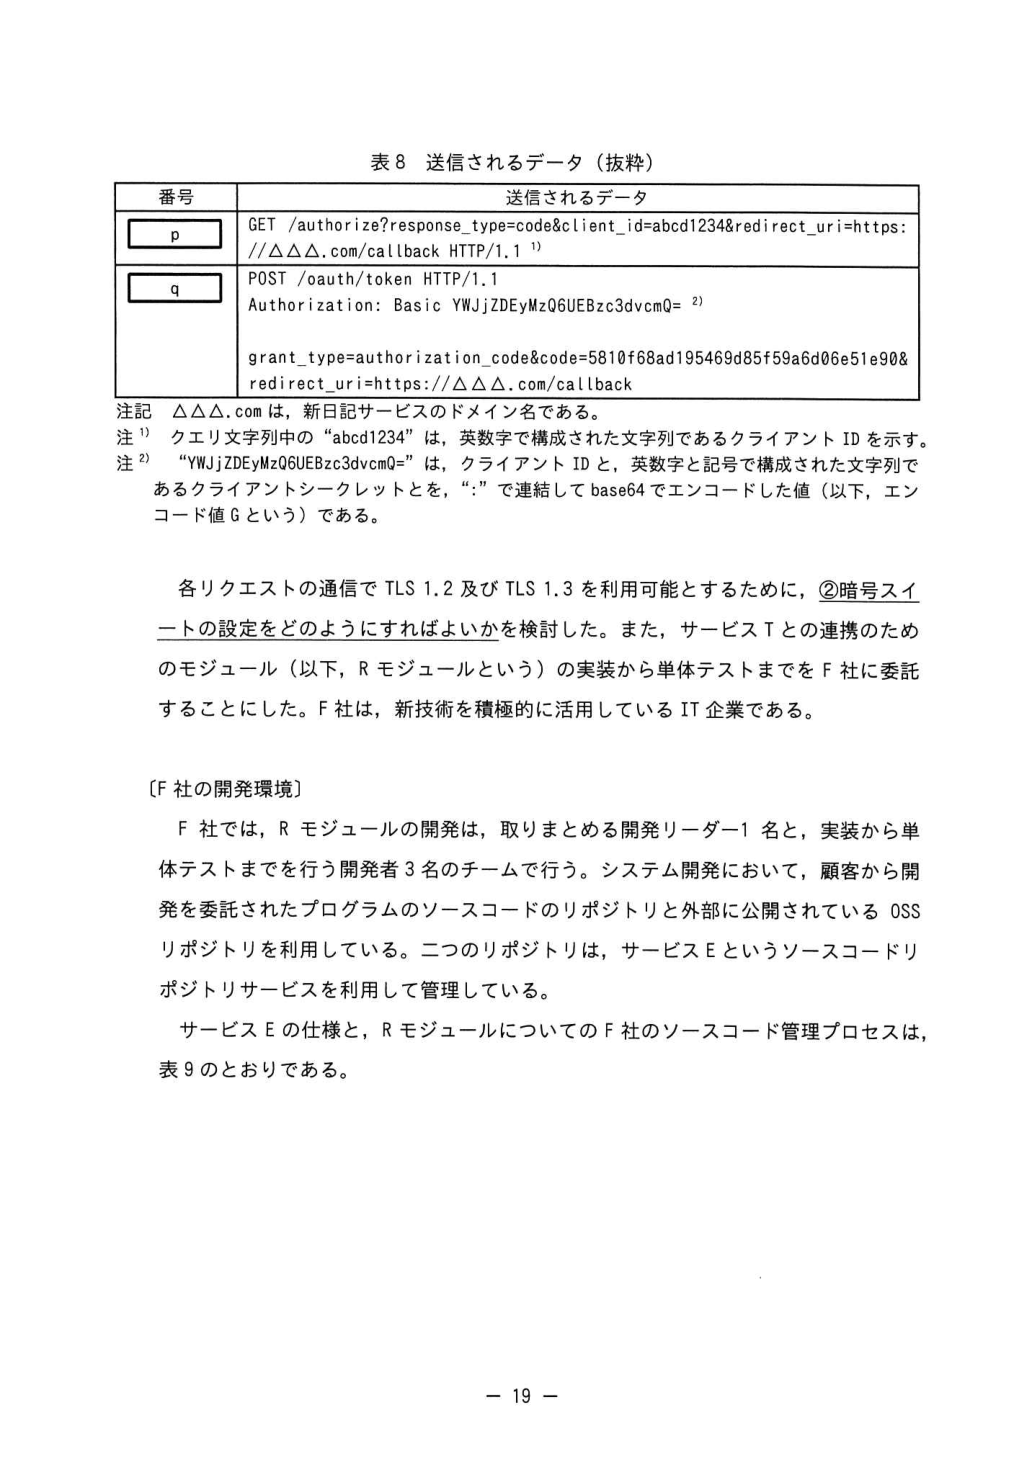 表8　送信されるデータ（抜粋）
番号　送信されるデータ
p　GET /authorize?response_type=code&client_id=abcd1234&redirect_uri=https:
//△△△.com/callback HTTP/1.1 1)
q　POST /oauth/token HTTP/1.1
Authorization: Basic YWJjZDEyMzQ6UEBzc3dvcmQ= 2)
grant_type=authorization_code&code=5810f68ad195469d85f59a6d06e51e90&
redirect_uri=https://△△△.com/callback
注記　△△△.com は，新日記サービスのドメイン名である。
注 1)　クエリ文字列中の“abcd1234”は，英数字で構成された文字列であるクライアント ID を示す。
注 2)　“YWJjZDEyMzQ6UEBzc3dvcmQ=”は，クライアント ID と，英数字と記号で構成された文字列で
あるクライアントシークレットとを，“:”で連結して base64 でエンコードした値（以下，エン
コード値 G という）である。
各リクエストの通信で TLS 1.2 及び TLS 1.3 を利用可能とするために，②暗号スイ
ートの設定をどのようにすればよいかを検討した。また，サービス T との連携のため
のモジュール（以下，R モジュールという）の実装から単体テストまでを F 社に委託
することにした。F 社は，新技術を積極的に活用している IT 企業である。
〔F 社の開発環境〕
F 社では，R モジュールの開発は，取りまとめる開発リーダー1 名と，実装から単
体テストまでを行う開発者 3 名のチームで行う。システム開発において，顧客から開
発を委託されたプログラムのソースコードのリポジトリと外部に公開されている OSS
リポジトリを利用している。二つのリポジトリは，サービス E というソースコードリ
ポジトリサービスを利用して管理している。
サービス E の仕様と，R モジュールについての F 社のソースコード管理プロセスは，
表 9 のとおりである。
― 19 ―